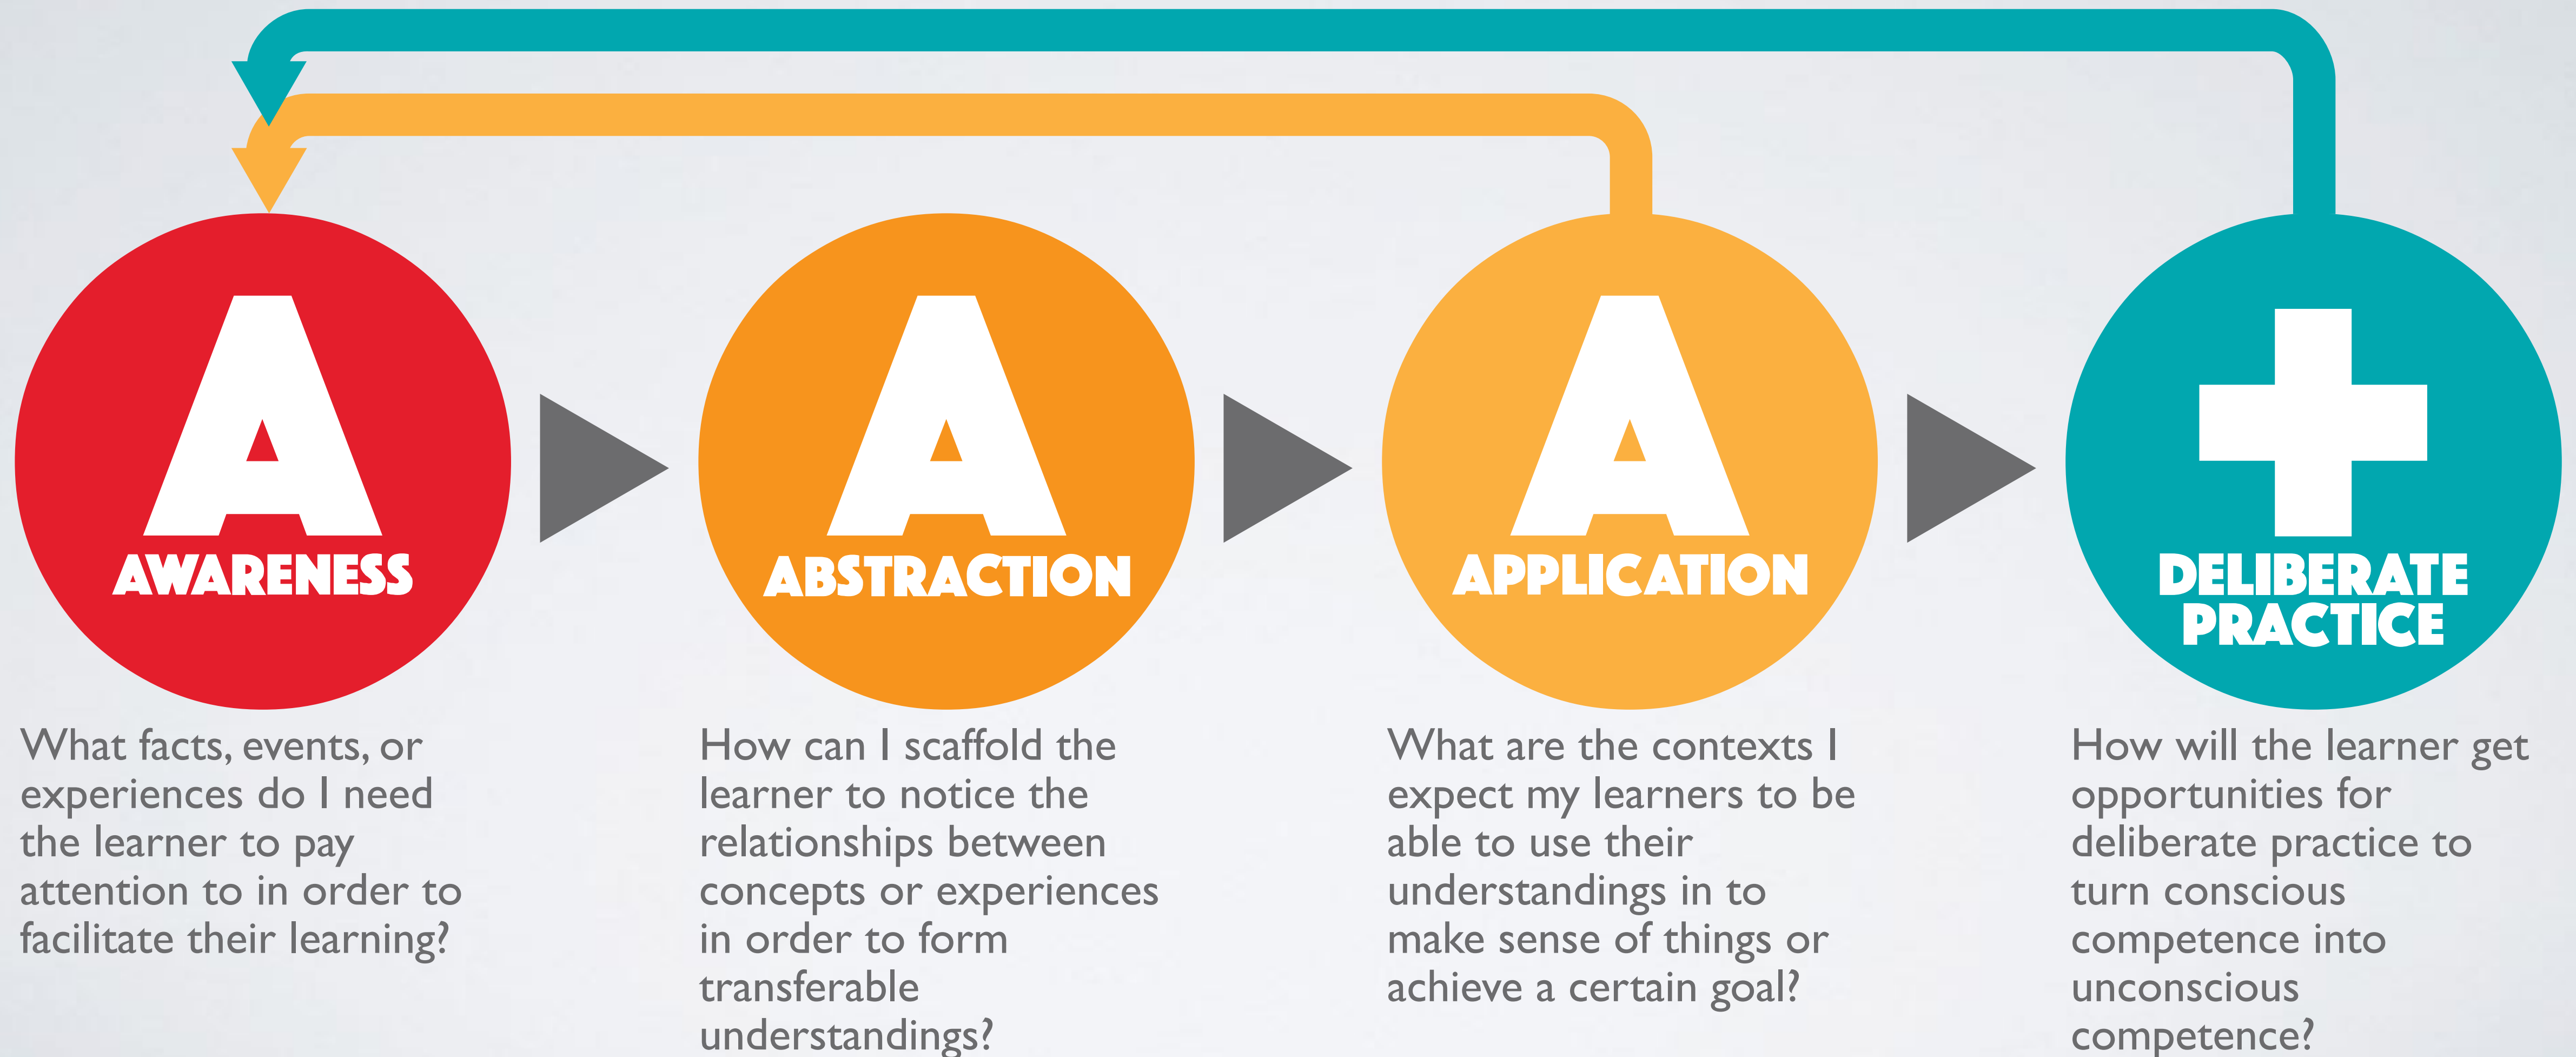 A
AWARENESS
What facts, events, or
experiences do I need
the learner to pay
attention to in order to
facilitate their learning?
A
ABSTRACTION
How can I scaffold the
learner to notice the
relationships between
concepts or experiences
in order to form
transferable
understandings?
A
APPLICATION
What are the contexts I
expect my learners to be
able to use their
understandings in to
make sense of things or
achieve a certain goal?
DELIBERATE
PRACTICE
How will the learner get
opportunities for
deliberate practice to
turn conscious
competence into
unconscious
competence?